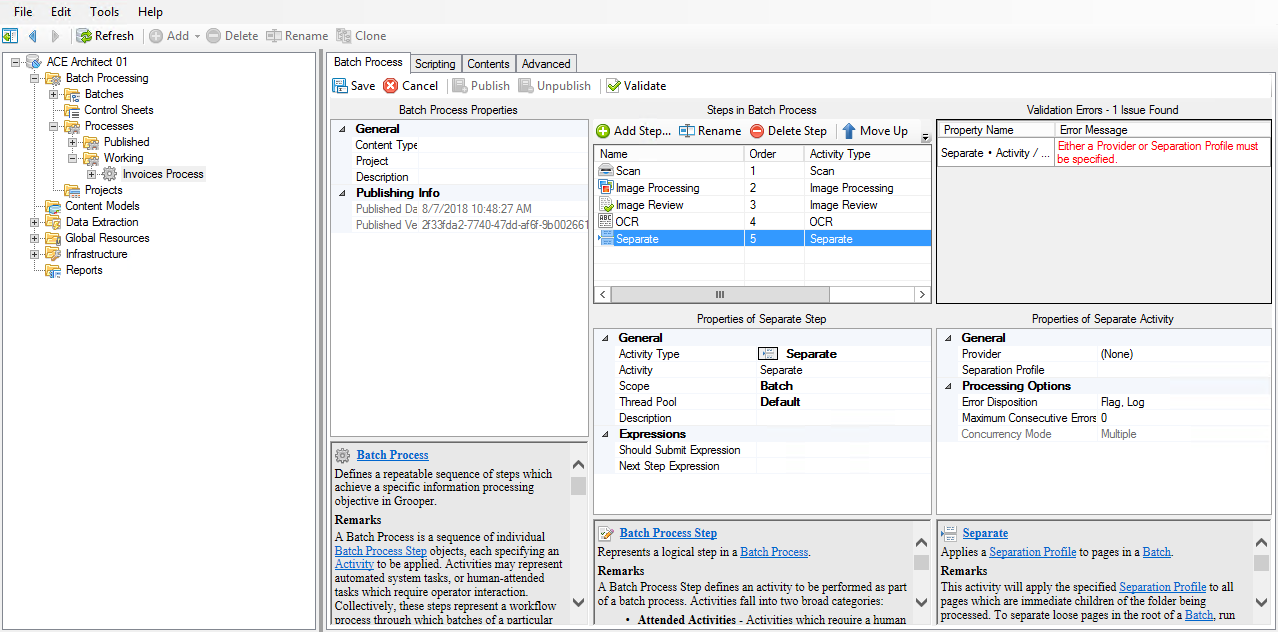 File Edit Tools Help
Refresh Add Delete Rename Clone
ACE Architect 01
Batch Processing
Batches
Control Sheets
Processes
Published
Working
Invoices Process
Projects
Content Models
Data Extraction
Global Resources
Infrastructure
Reports
Batch Process Scripting Contents Advanced
Save Cancel Publish Unpublish Validate
Batch Process Properties
General
Content Type
Project
Description
Publishing Info
Published Da 8/7/2018 10:48:27 AM
Published Ve 2f33fda2-7740-47dd-af6f-9b002661
Batch Process
Defines a repeatable sequence of steps which
achieve a specific information processing
objective in Grooper.
Remarks
A Batch Process is a sequence of individual
Batch Process Step objects, each specifying an
Activity to be applied. Activities may represent
automated system tasks, or human-attended
tasks which require operator interaction.
Collectively, these steps represent a workflow
process through which batches of a particular
Steps in Batch Process
Add Step... Rename Delete Step Move Up
Name Order Activity Type
Scan 1 Scan
Image Processing 2 Image Processing
Image Review 3 Image Review
OCR 4 OCR
Separate 5 Separate
Properties of Separate Step
General
Activity Type Separate
Activity Separate
Scope Batch
Thread Pool Default
Description
Expressions
Should Submit Expression
Next Step Expression
Batch Process Step
Represents a logical step in a Batch Process.
Remarks
A Batch Process Step defines an activity to be performed as part
of a batch process. Activities fall into two broad categories:
• Attended Activities - Activities which require a human
Validation Errors - 1 Issue Found
Property Name Error Message
Separate • Activity / ... Either a Provider or Separation Profile must
be specified.
Properties of Separate Activity
General
Provider (None)
Separation Profile
Processing Options
Error Disposition Flag, Log
Maximum Consecutive Errors 0
Concurrency Mode Multiple
Separate
Applies a Separation Profile to pages in a Batch.
Remarks
This activity will apply the specified Separation Profile to all
pages which are immediate children of the folder being
processed. To separate loose pages in the root of a Batch, run